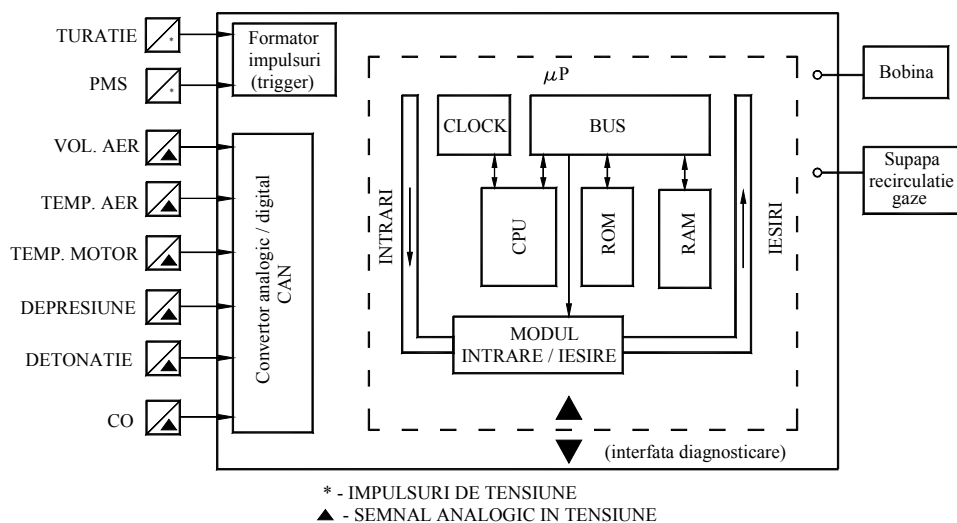 TURATIE
PMS
VOL. AER
TEMP. AER
TEMP. MOTOR
DEPRESIUNE
DETONATIE
CO
Formator
impulsuri
(trigger)
Convertor analogic / digital
CAN
μP
CLOCK
BUS
INTRARI
CPU
ROM
RAM
IESIRI
MODUL
INTRARE / IESIRE
(interfata diagnosticare)
Bobina
Supapa
recirculatie
gaze
* - IMPULSURI DE TENSIUNE
▲ - SEMNAL ANALOGIC IN TENSIUNE